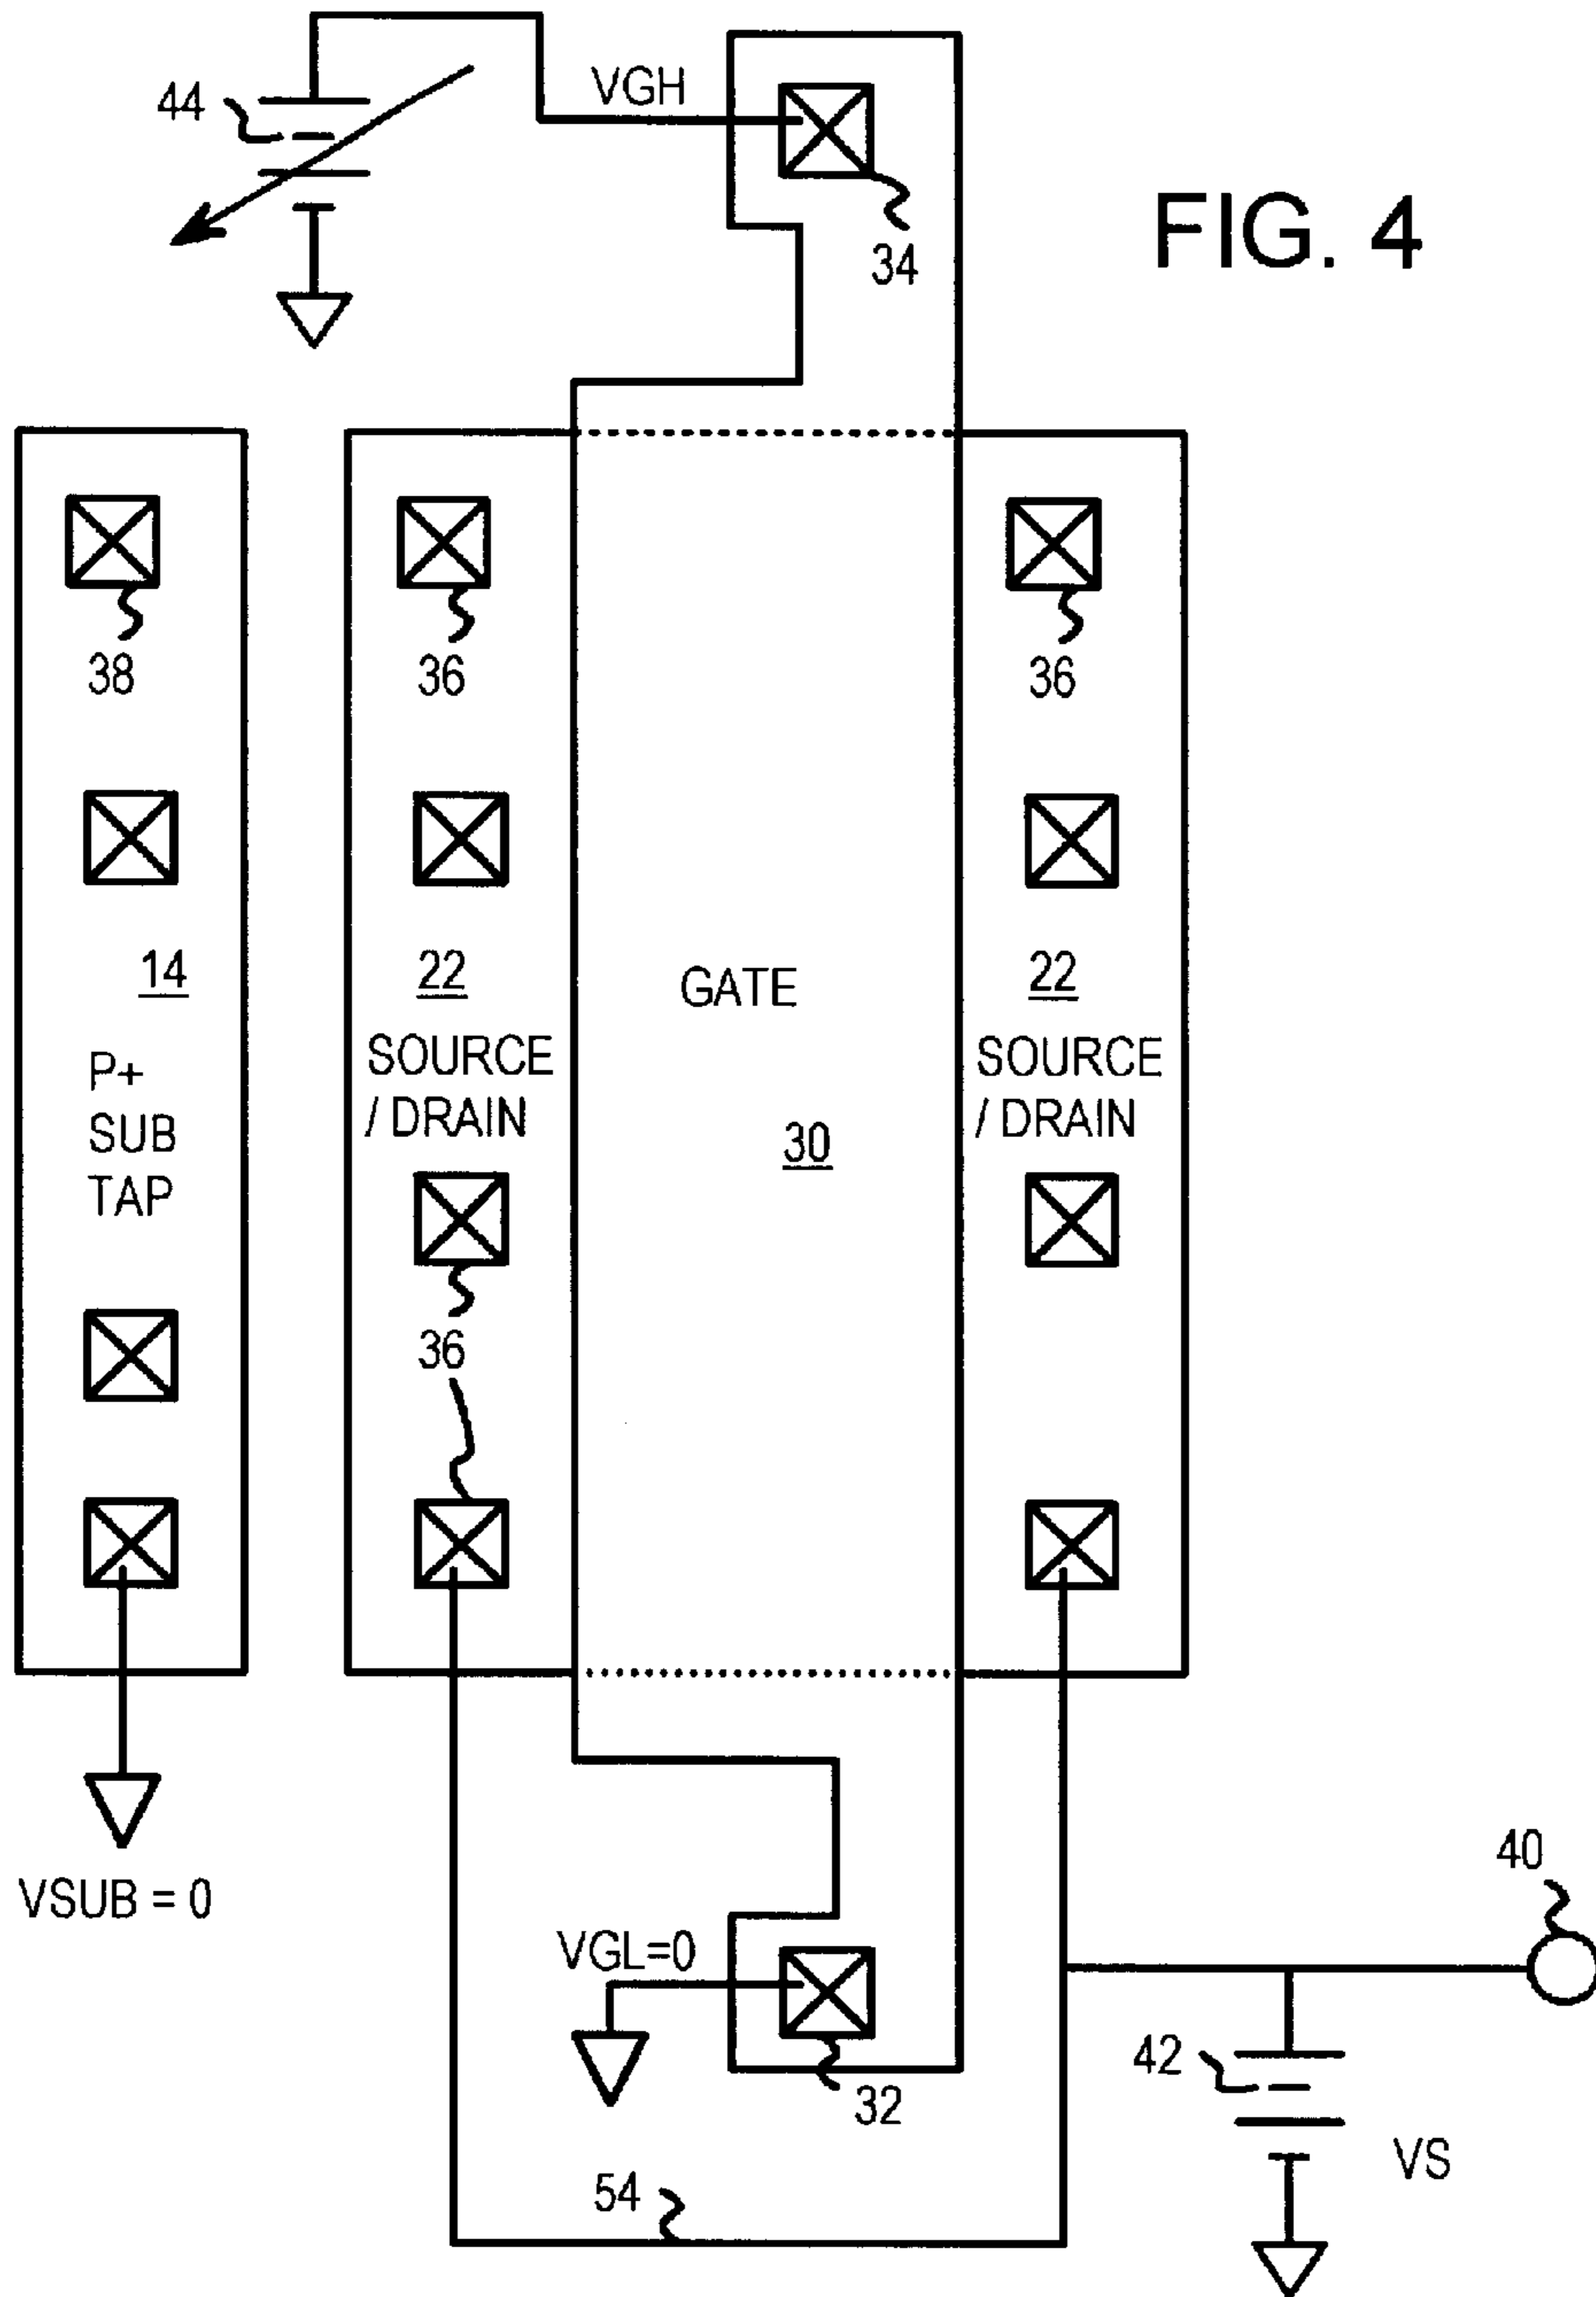 44
VGH
34
FIG. 4
38
36
36
14
22
GATE
22
P+
SUB
TAP
SOURCE
/ DRAIN
30
SOURCE
/ DRAIN
36
VSUB = 0
40
VGL=0
32
42
VS
54